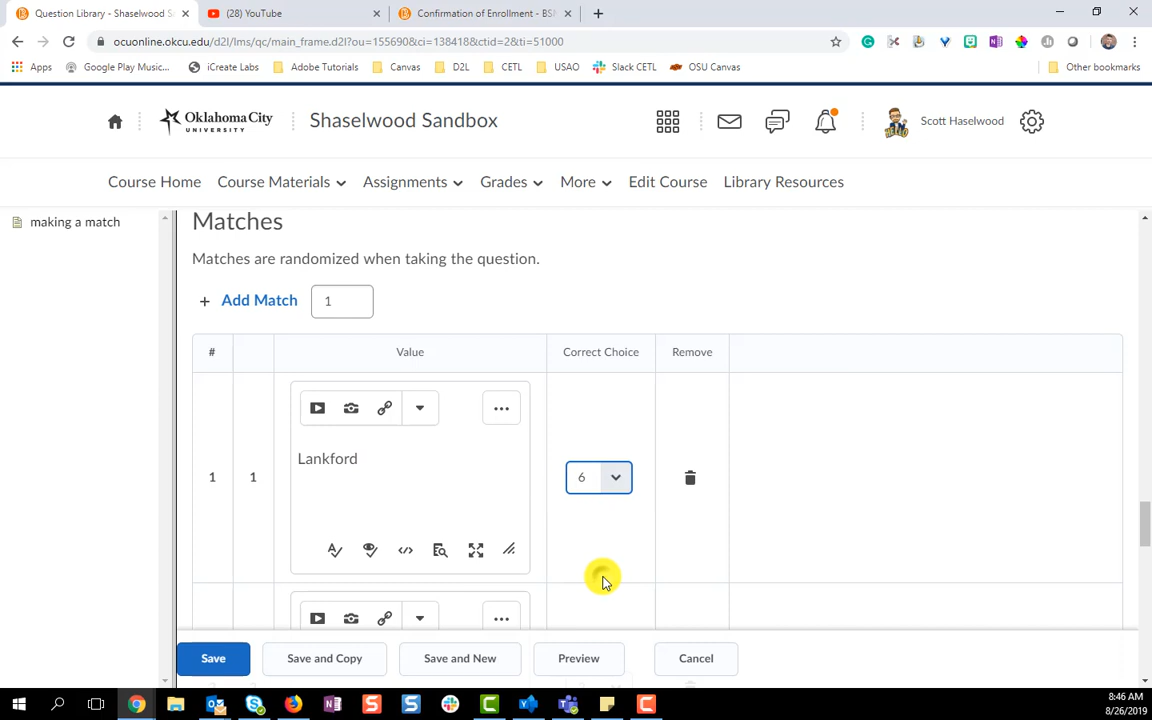 Question Library - Shaselwood Sa
(28) YouTube
Confirmation of Enrollment - BSN
ocuonline.okcu.edu/d2l/lms/qc/main_frame.d2l?ou=155690&ci=138418&ctid=2&ti=51000
Apps
Google Play Music...
iCreate Labs
Adobe Tutorials
Canvas
D2L
CETL
USAO
Slack CETL
OSU Canvas
Other bookmarks
Oklahoma City
UNIVERSITY
Shaselwood Sandbox
HELLO
Scott Haselwood
Course Home
Course Materials
Assignments
Grades
More
Edit Course
Library Resources
making a match
Matches
Matches are randomized when taking the question.
+ Add Match 1
# Value Correct Choice Remove
Lankford
1 1 6
Save
Save and Copy
Save and New
Preview
Cancel
8:46 AM
8/26/2019